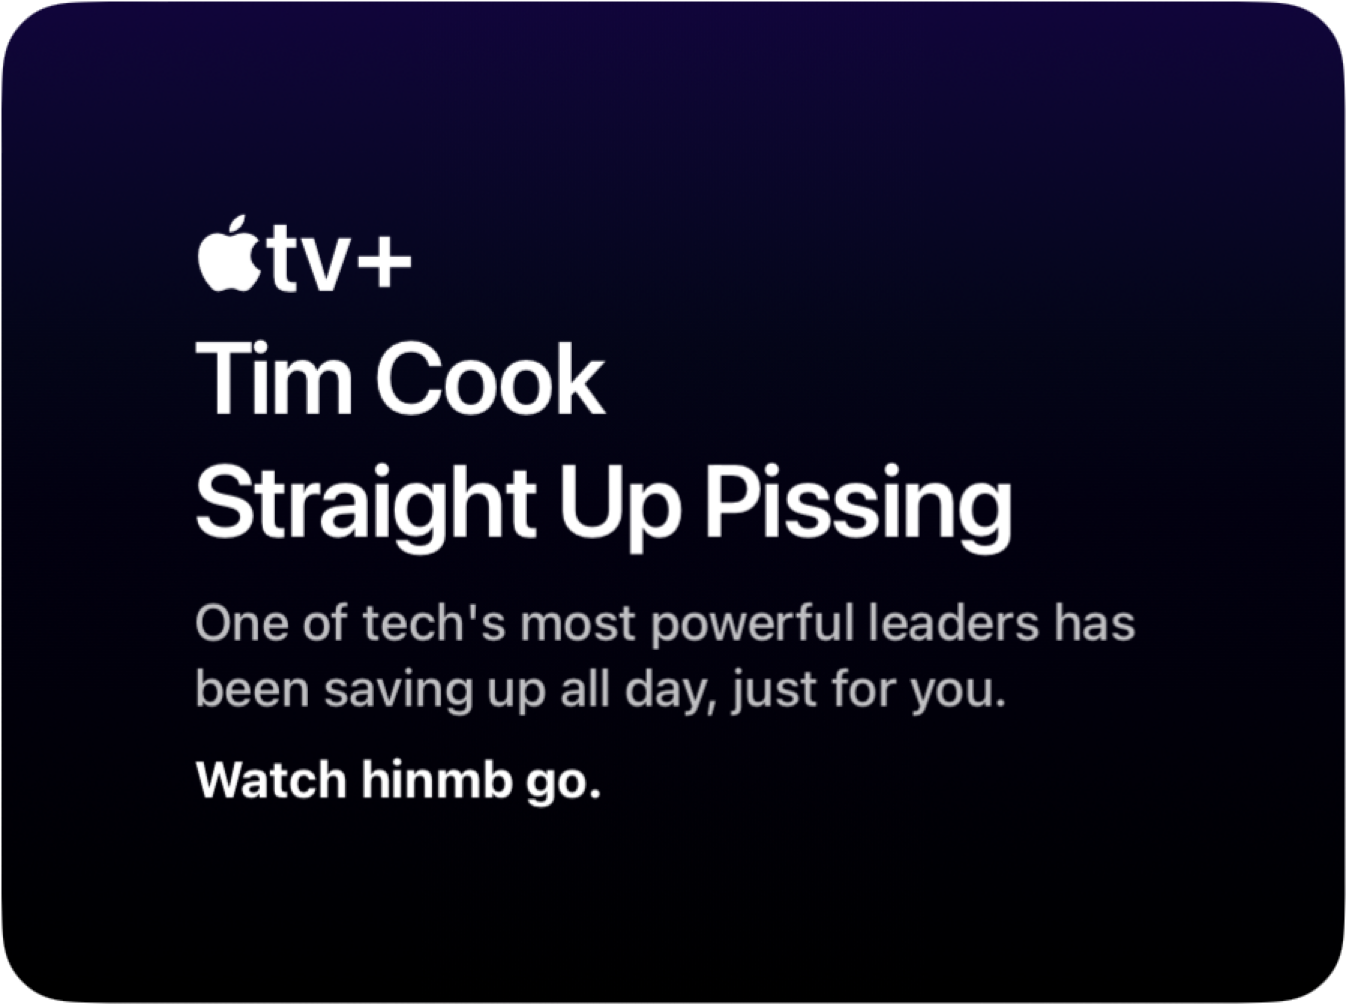 tv+
Tim Cook
Straight Up Pissing
One of tech's most powerful leaders has
been saving up all day, just for you.
Watch hinmb go.